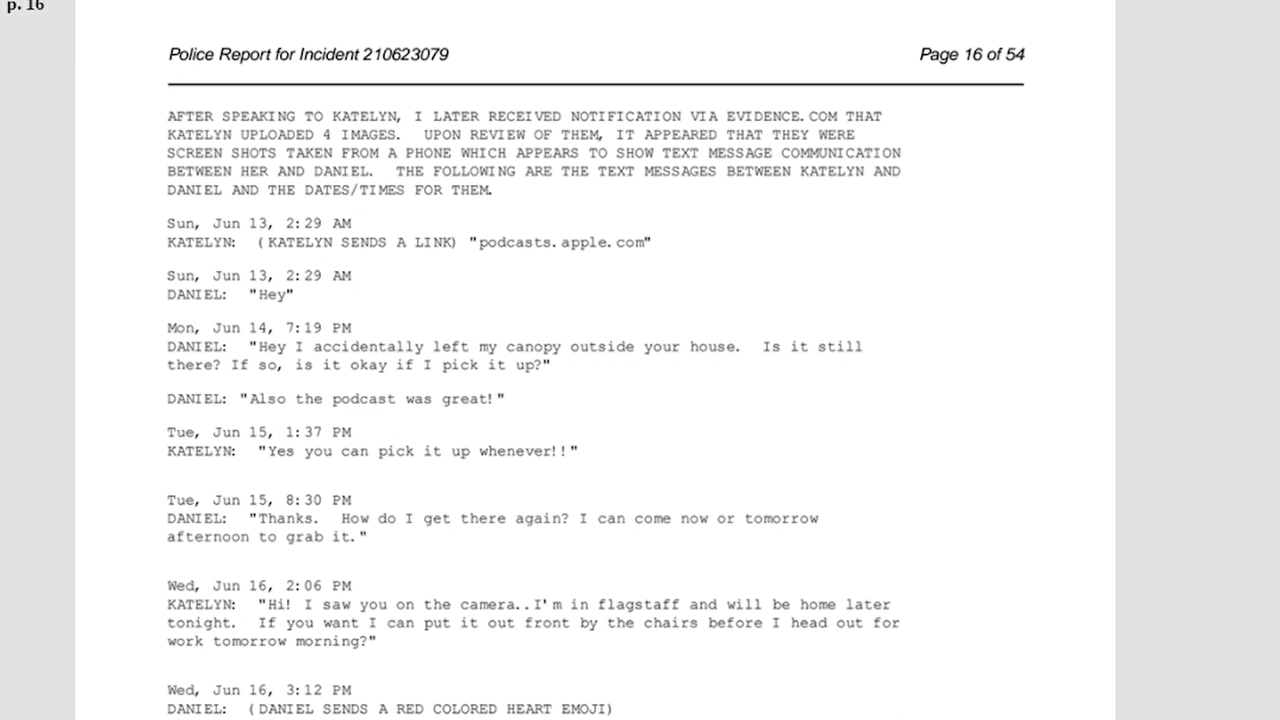 p. 16
Police Report for Incident 210623079 Page 16 of 54
AFTER SPEAKING TO KATELYN, I LATER RECEIVED NOTIFICATION VIA EVIDENCE.COM THAT
KATELYN UPLOADED 4 IMAGES. UPON REVIEW OF THEM, IT APPEARED THAT THEY WERE
SCREEN SHOTS TAKEN FROM A PHONE WHICH APPEARS TO SHOW TEXT MESSAGE COMMUNICATION
BETWEEN HER AND DANIEL. THE FOLLOWING ARE THE TEXT MESSAGES BETWEEN KATELYN AND
DANIEL AND THE DATES/TIMES FOR THEM.
Sun, Jun 13, 2:29 AM
KATELYN: (KATELYN SENDS A LINK) "podcasts.apple.com"
Sun, Jun 13, 2:29 AM
DANIEL: "Hey"
Mon, Jun 14, 7:19 PM
DANIEL: "Hey I accidentally left my canopy outside your house. Is it still
there? If so, is it okay if I pick it up?"
DANIEL: "Also the podcast was great!"
Tue, Jun 15, 1:37 PM
KATELYN: "Yes you can pick it up whenever!!"
Tue, Jun 15, 8:30 PM
DANIEL: "Thanks. How do I get there again? I can come now or tomorrow
afternoon to grab it."
Wed, Jun 16, 2:06 PM
KATELYN: "Hi! I saw you on the camera..I'm in flagstaff and will be home later
tonight. If you want I can put it out front by the chairs before I head out for
work tomorrow morning?"
Wed, Jun 16, 3:12 PM
DANIEL: (DANIEL SENDS A RED COLORED HEART EMOJI)